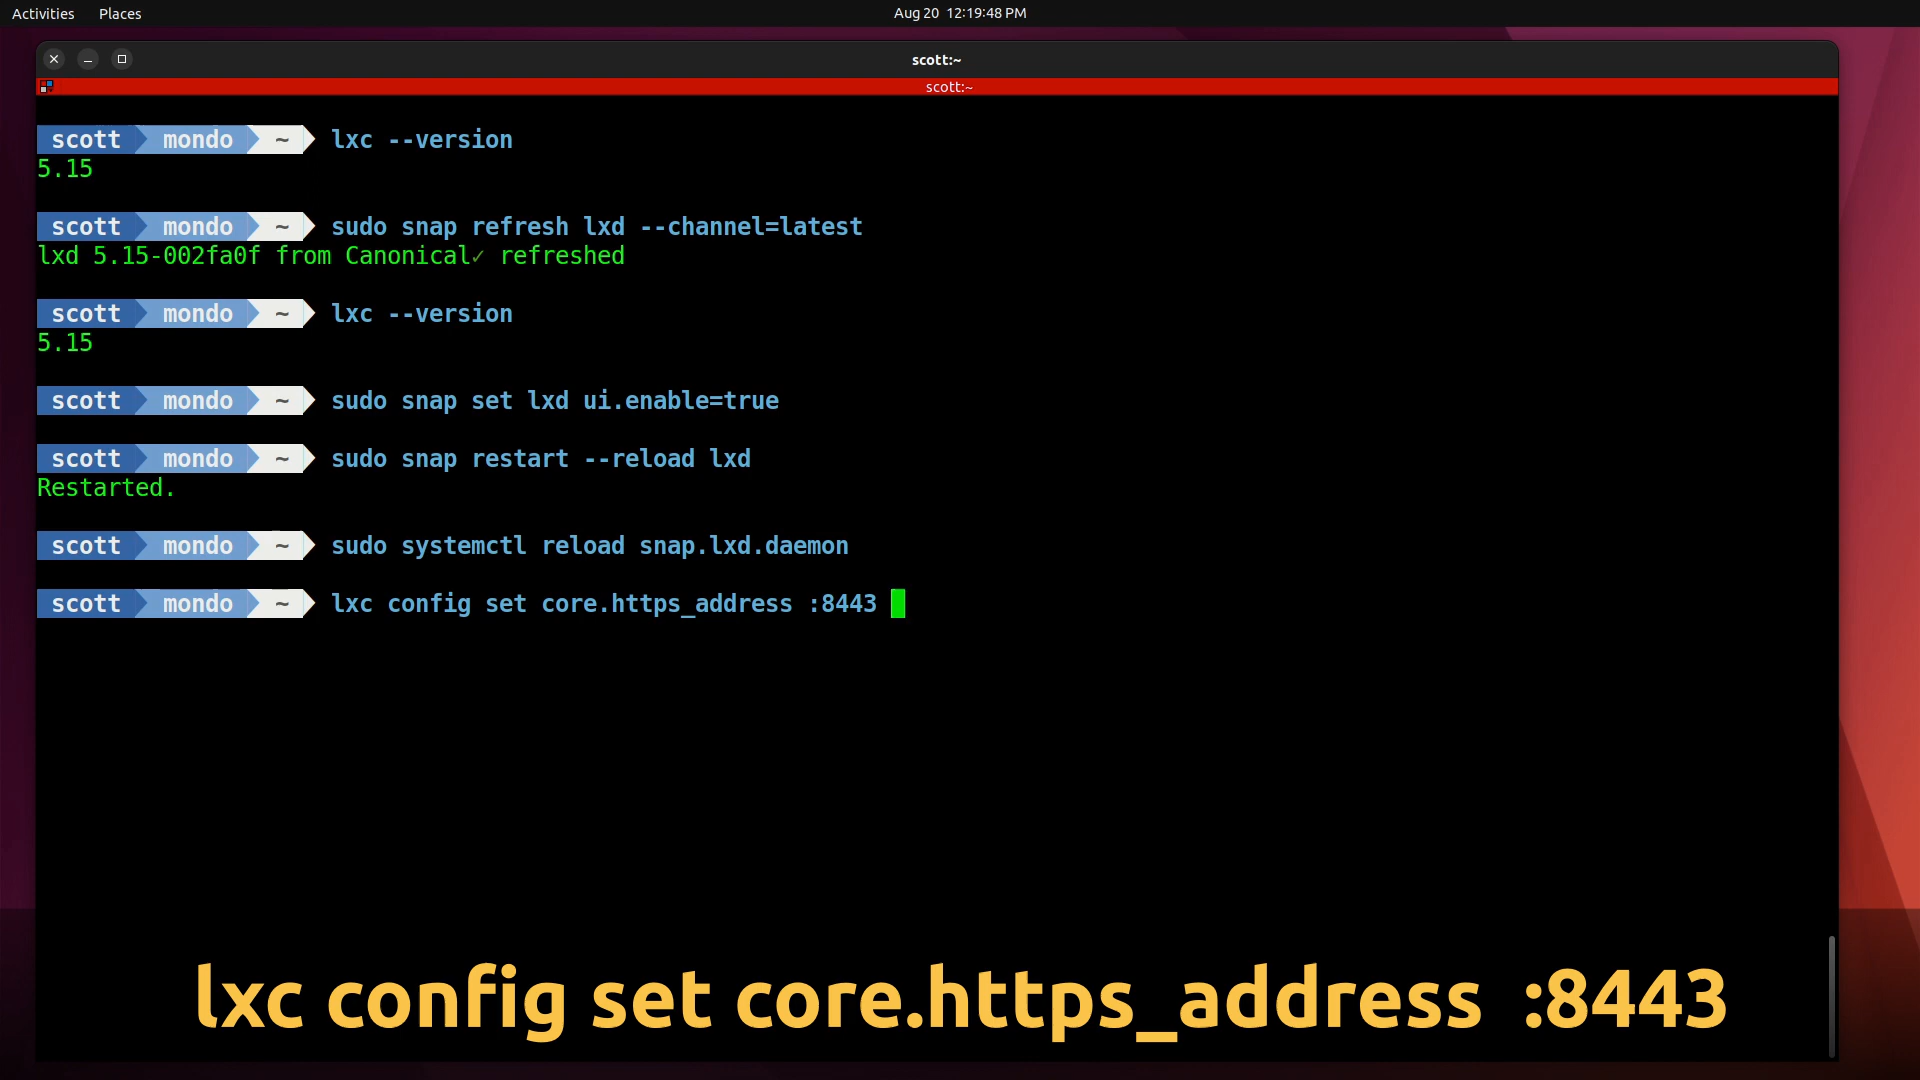 Activities Places Aug 20 12:19:48 PM
scott:~
scott:~
scott mondo ~ lxc --version
5.15
scott mondo ~ sudo snap refresh lxd --channel=latest
lxd 5.15-002fa0f from Canonical✓ refreshed
scott mondo ~ lxc --version
5.15
scott mondo ~ sudo snap set lxd ui.enable=true
scott mondo ~ sudo snap restart --reload lxd
Restarted.
scott mondo ~ sudo systemctl reload snap.lxd.daemon
scott mondo ~ lxc config set core.https_address :8443
lxc config set core.https_address :8443